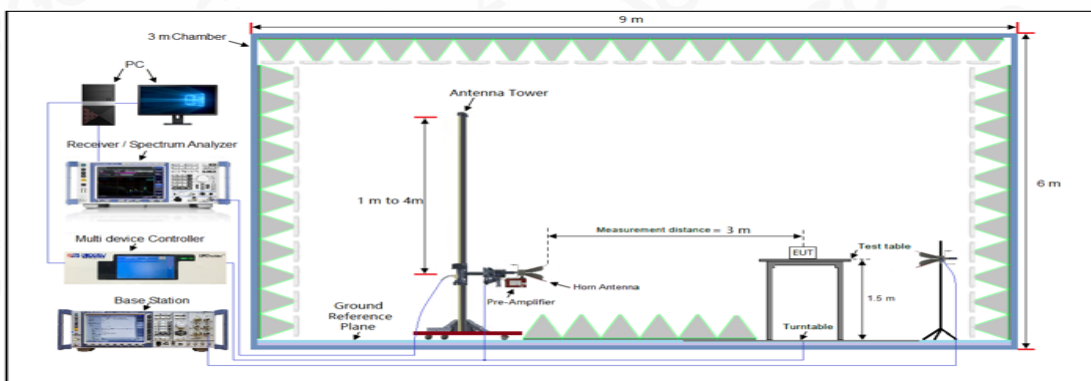 9 m
3 m Chamber
PC
Antenna Tower
Receiver / Spectrum Analyzer
6 m
1 m to 4m
Multi device Controller
Measurement distance = 3 m
EUT
Test table
Horn Antenna
Pre-Amplifier
1.5 m
Base Station
Ground
Reference
Plane
Turntable